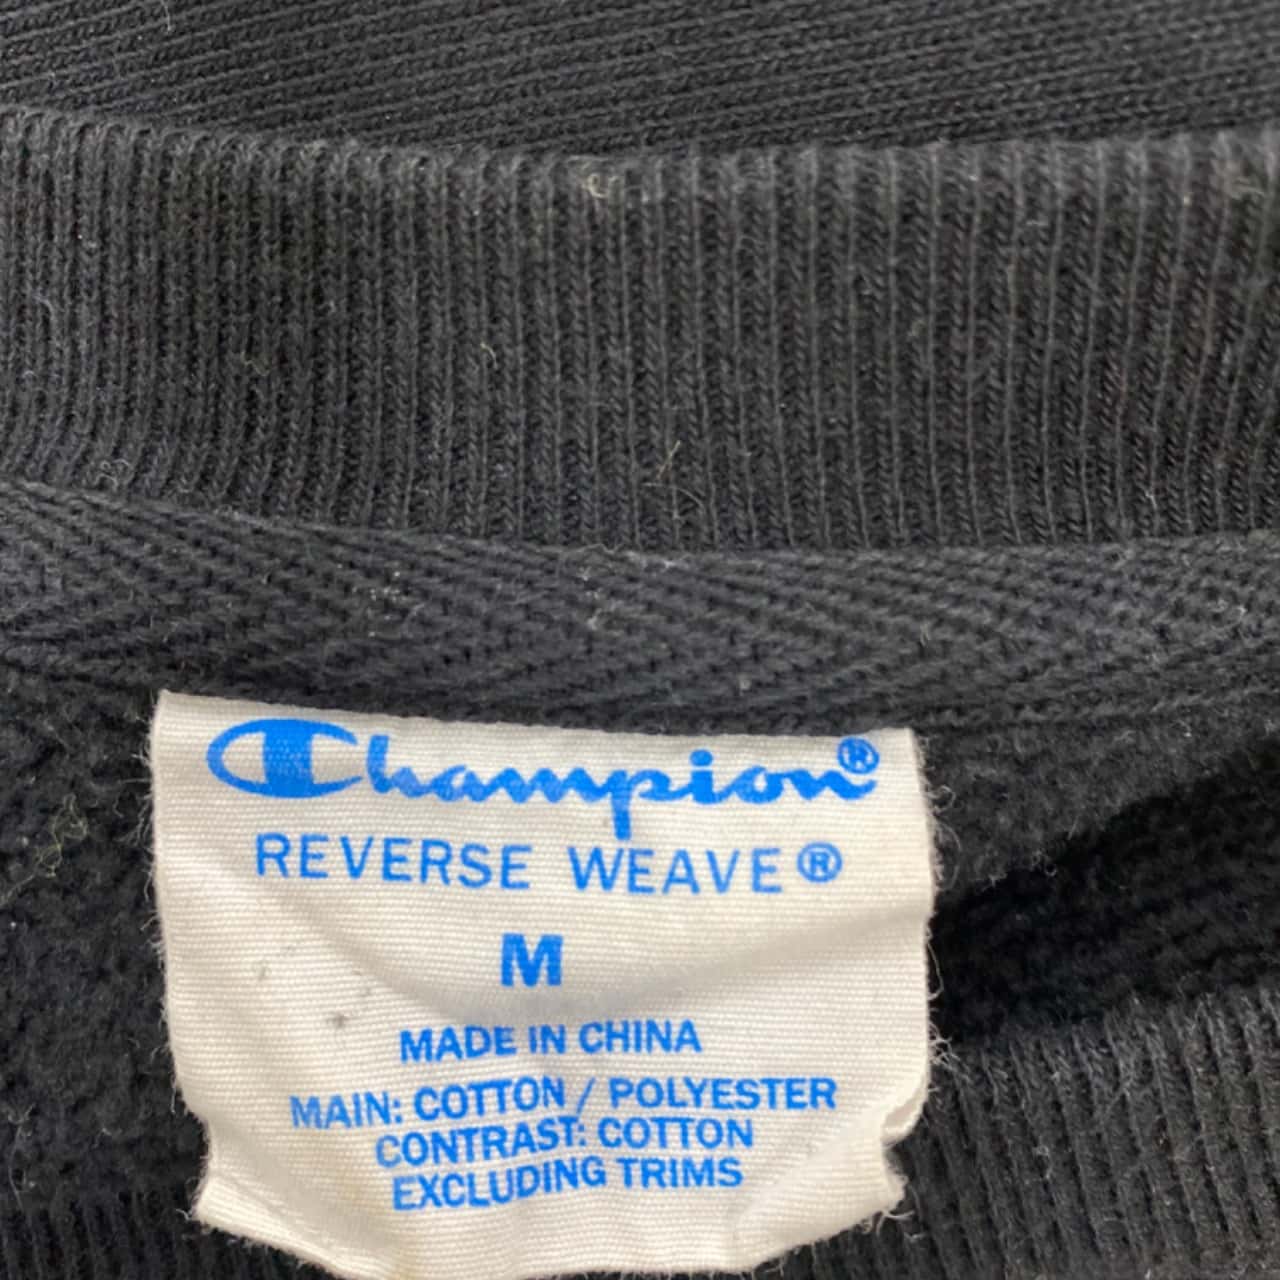 Champion®
REVERSE WEAVE®
M
MADE IN CHINA
MAIN: COTTON / POLYESTER
CONTRAST: COTTON
EXCLUDING TRIMS